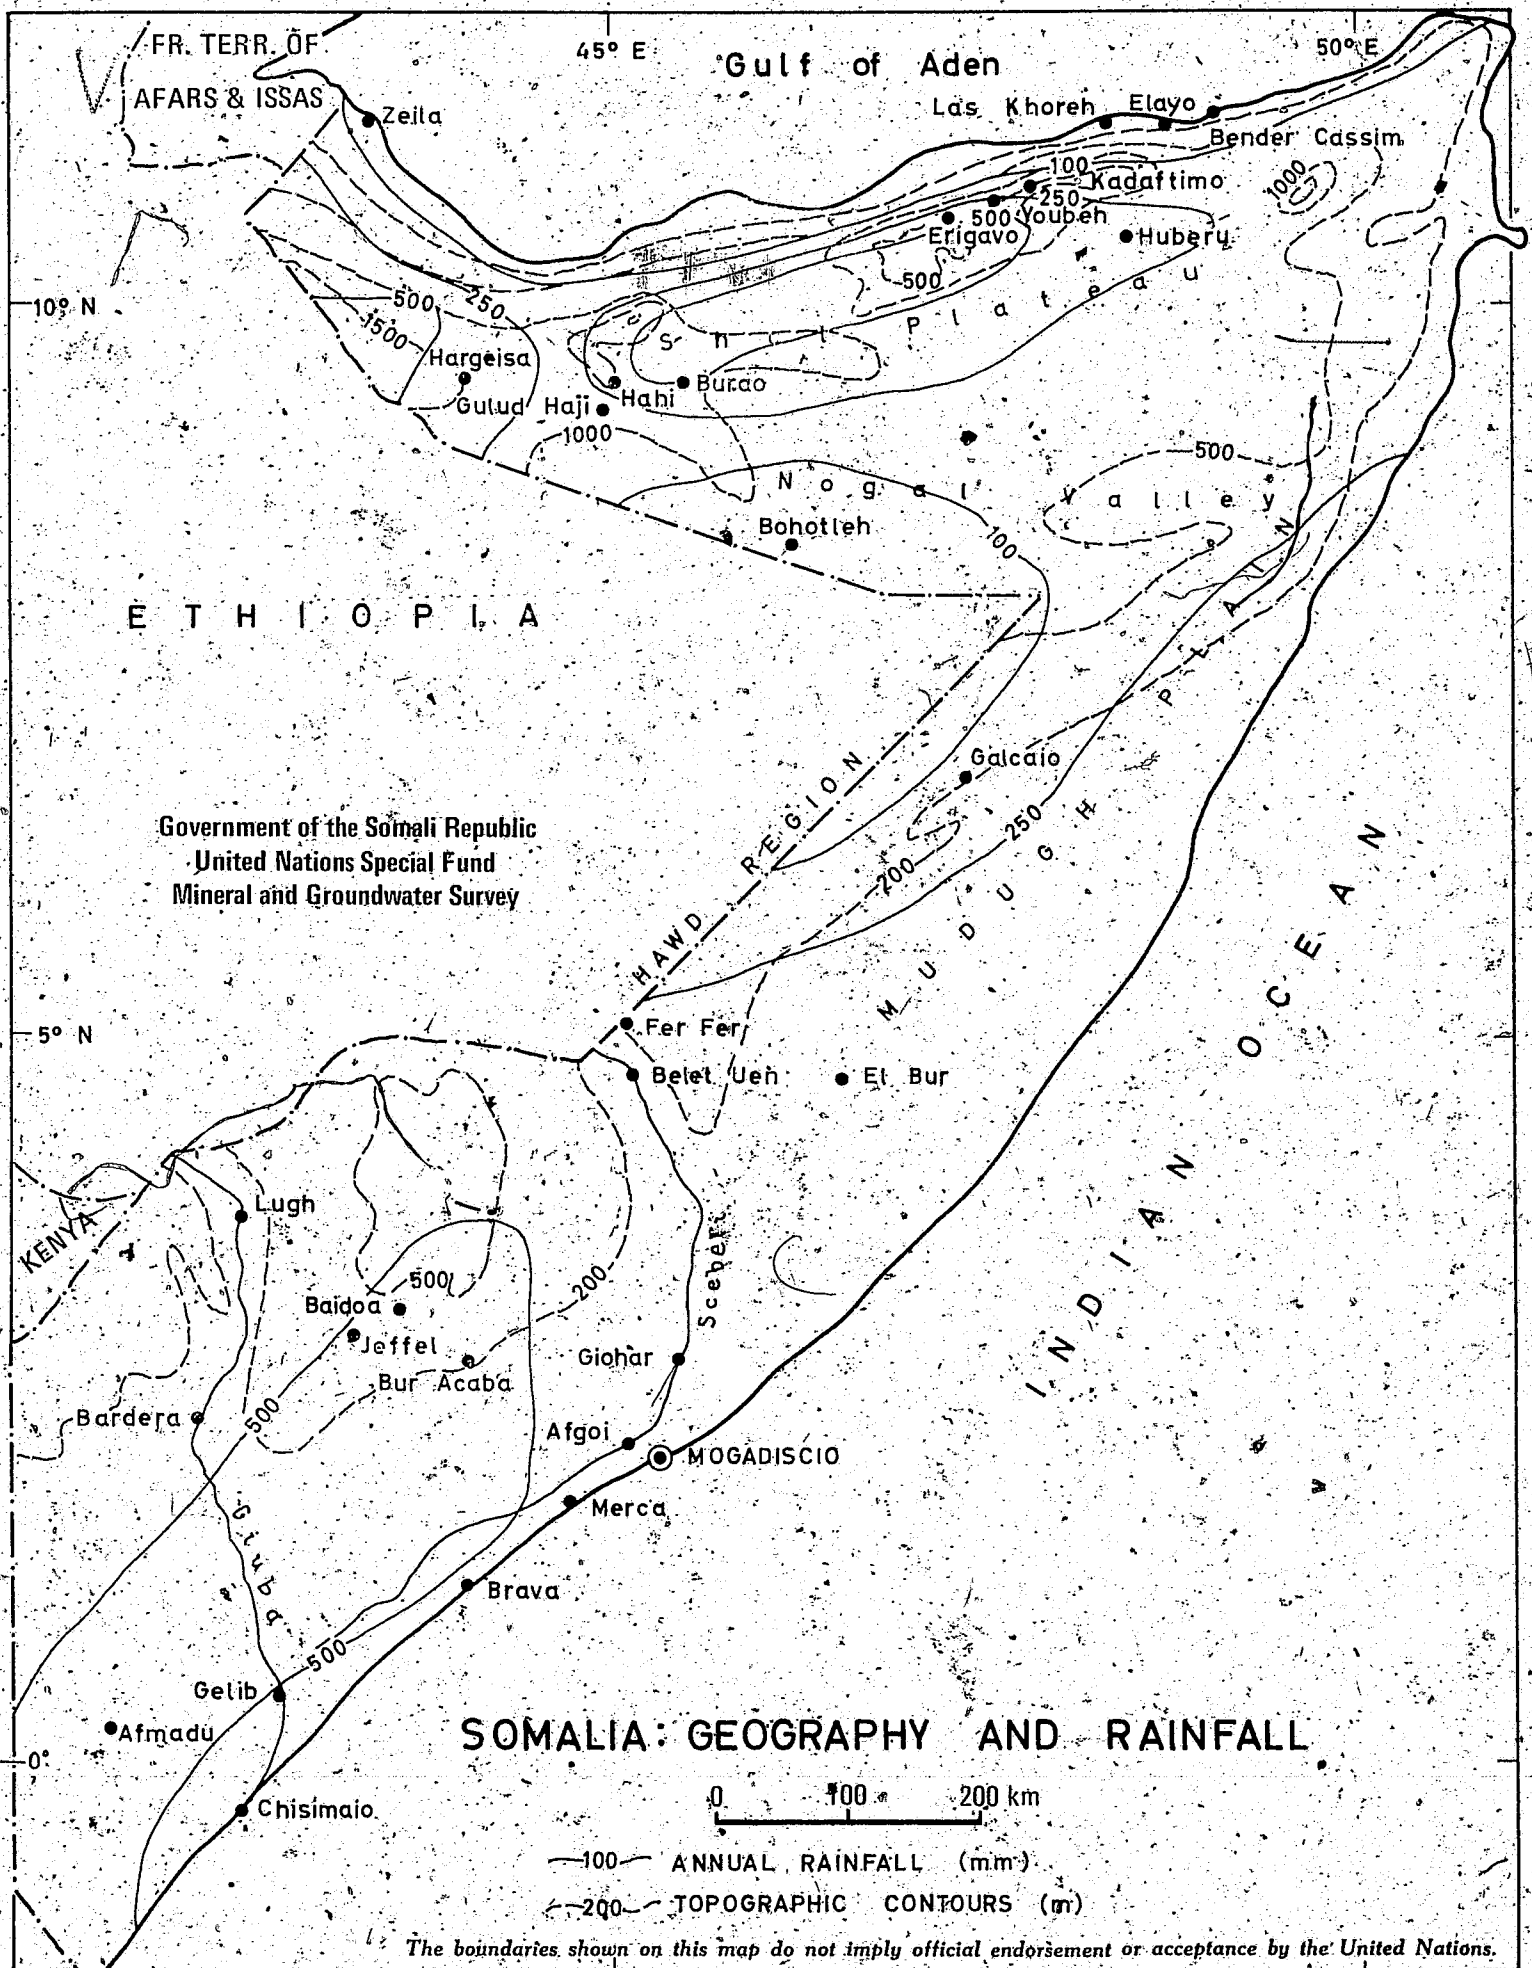 FR. TERR. OF
AFARS & ISSAS
45° E
Gulf of Aden
50° E
Zeila
Las Khoreh
Elayo
Bender Cassim
100
Kadaftimo
1000
250
500
Youbeh
Erigavo
Hubery
500
Plateau
10° N
500
250
1500
Hargeisa
Gulud
Haji
Hahi
Burao
1000
500
Nogal Valley
Bohotleh
100
ETHIOPIA
Galcaio
HAWD REGION
250
200
MUDUGH PLAIN
Government of the Somali Republic
United Nations Special Fund
Mineral and Groundwater Survey
INDIAN OCEAN
5° N
Fer Fer
Belet Uen
El Bur
Lugh
KENYA
Scebeli
500
200
Baidoa
Jeffel
Bur Acaba
Giohar
Bardera
500
Afgoi
MOGADISCIO
Merca
Giuba
Brava
500
Gelib
Afmadu
0°
Chisimaio
SOMALIA: GEOGRAPHY AND RAINFALL
0 100 200 km
100 ANNUAL RAINFALL (mm)
200 TOPOGRAPHIC CONTOURS (m)
The boundaries shown on this map do not imply official endorsement or acceptance by the United Nations.